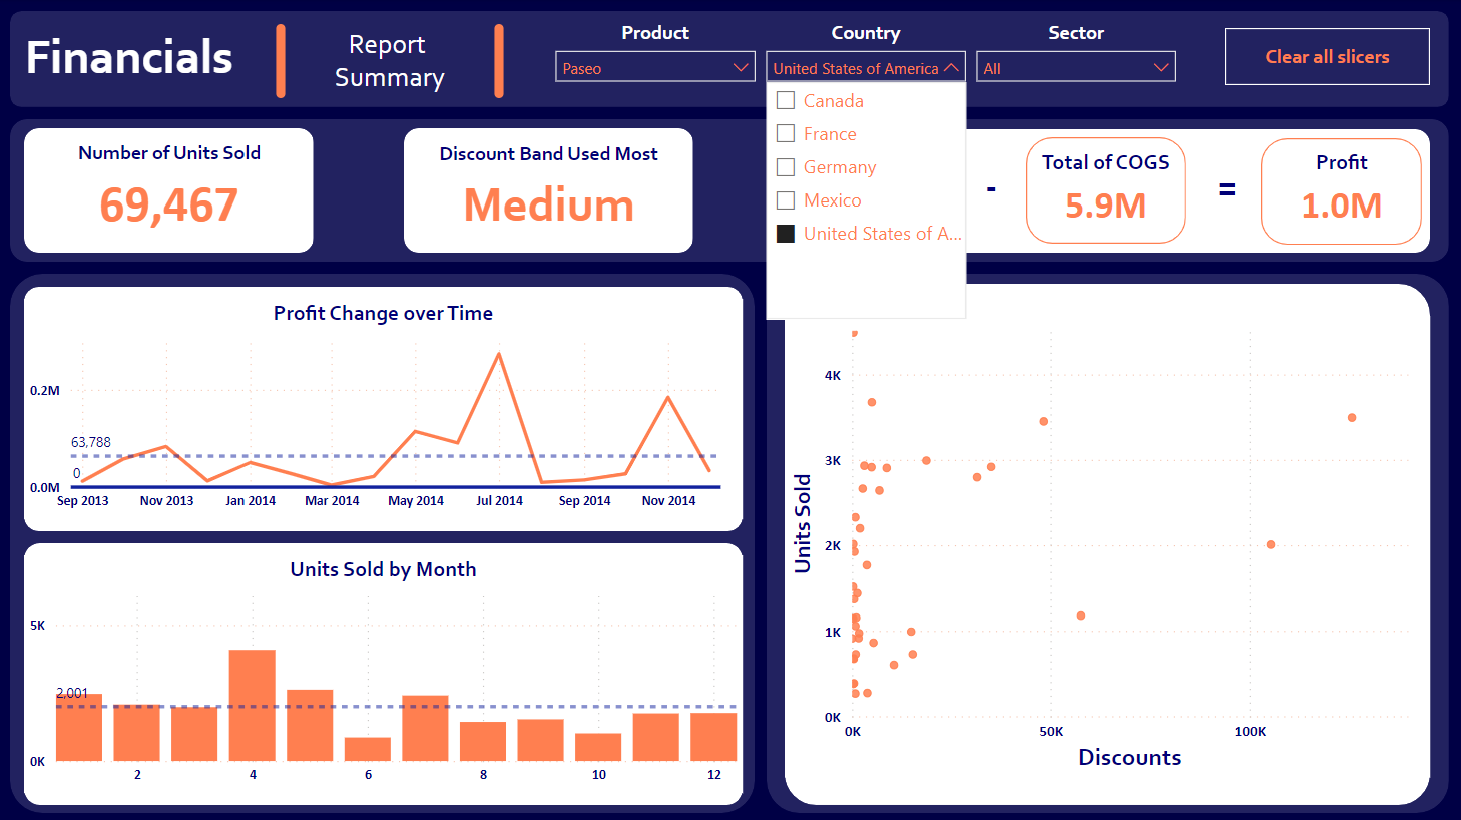 Financials
Report
Summary
Product
Paseo
Country
United States of America
Sector
All
Clear all slicers
Canada
France
Germany
Mexico
United States of A...
Number of Units Sold
69,467
Discount Band Used Most
Medium
-
Total of COGS
5.9M
=
Profit
1.0M
Profit Change over Time
0.2M
63,788
0
0.0M
Sep 2013 Nov 2013 Jan 2014 Mar 2014 May 2014 Jul 2014 Sep 2014 Nov 2014
Units Sold by Month
5K
2,001
0K
2 4 6 8 10 12
Units Sold
4K
3K
2K
1K
0K
0K 50K 100K
Discounts